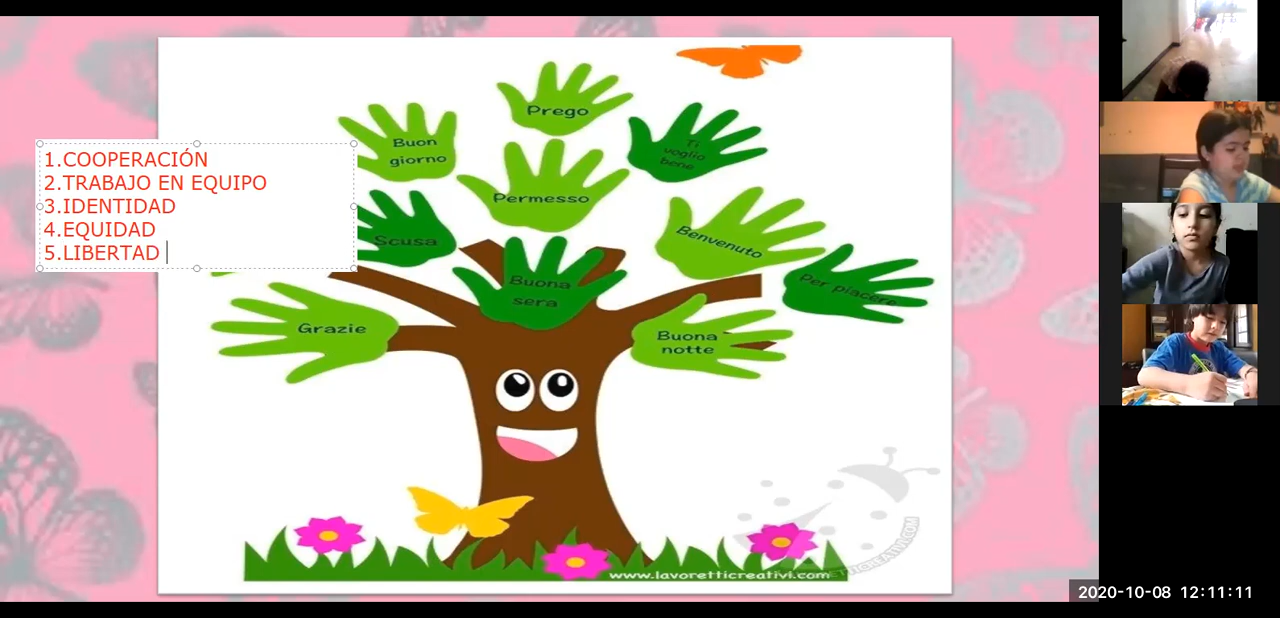 Prego
Buon
giorno
Ti
voglio
bene
1.COOPERACIÓN
2.TRABAJO EN EQUIPO
3.IDENTIDAD
4.EQUIDAD
5.LIBERTAD
Permesso
Scusa
Benvenuto
Buona
sera
Per piacere
Grazie
Buona
notte
www.lavoretticreativi.com
2020-10-08 12:11:11